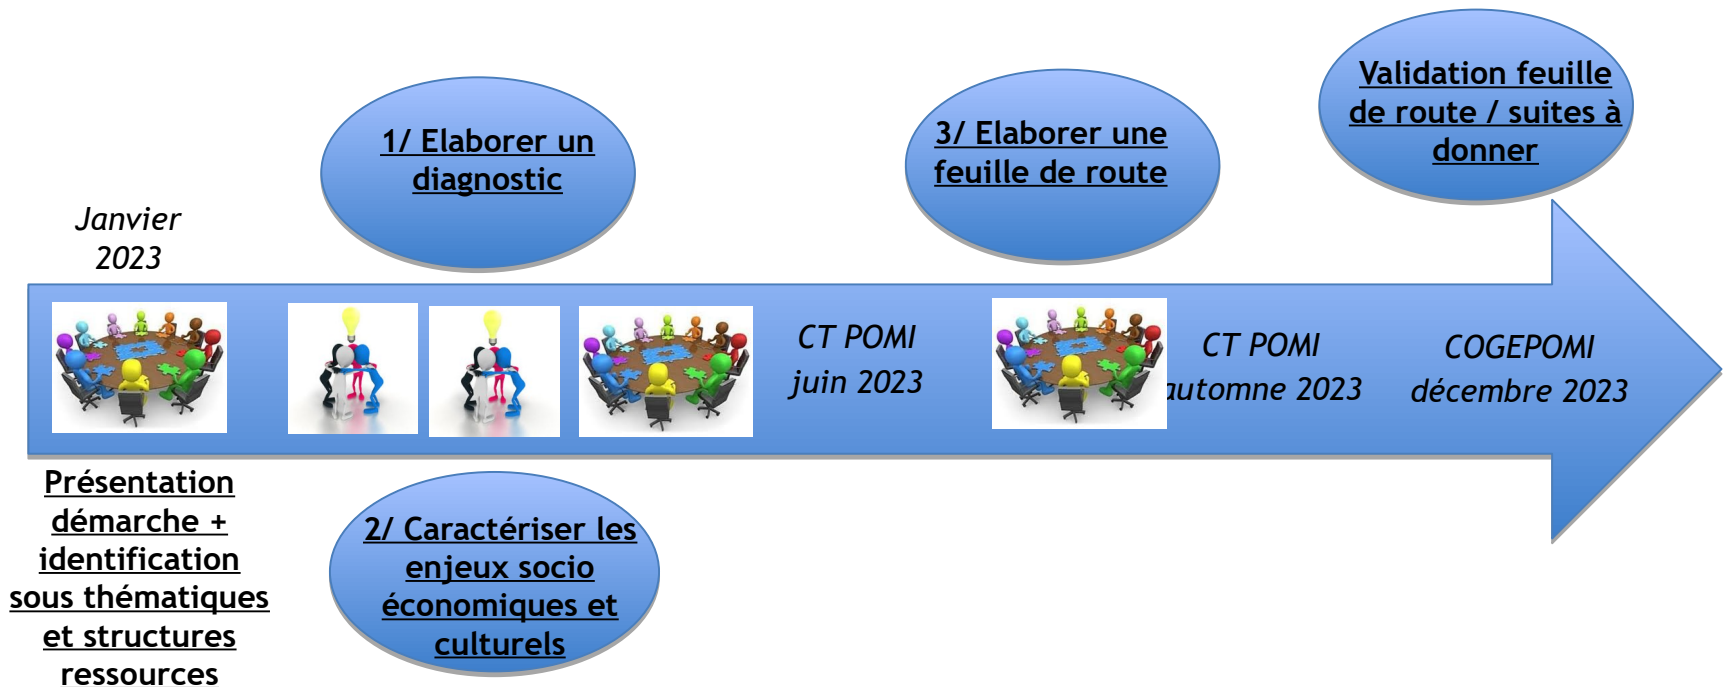 Janvier
2023
Présentation
démarche +
identification
sous thématiques
et structures
ressources
1/ Elaborer un
diagnostic
2/ Caractériser les
enjeux socio
économiques et
culturels
CT POMI
juin 2023
3/ Elaborer une
feuille de route
CT POMI
automne 2023
Validation feuille
de route / suites à
donner
COGEPOMI
décembre 2023